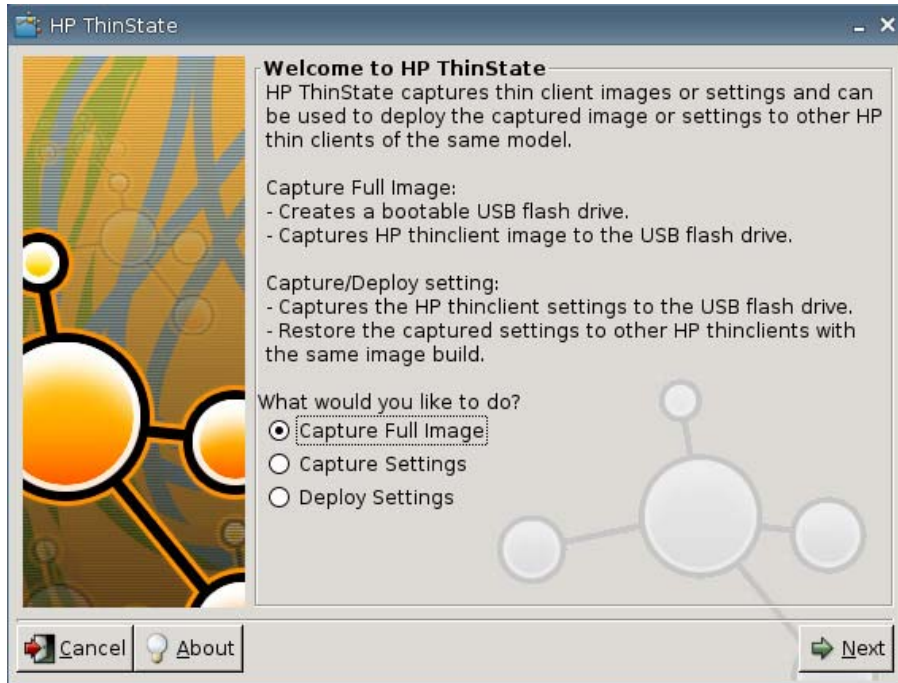 HP ThinState
Welcome to HP ThinState
HP ThinState captures thin client images or settings and can
be used to deploy the captured image or settings to other HP
thin clients of the same model.
Capture Full Image:
- Creates a bootable USB flash drive.
- Captures HP thinclient image to the USB flash drive.
Capture/Deploy setting:
- Captures the HP thinclient settings to the USB flash drive.
- Restore the captured settings to other HP thinclients with
the same image build.
What would you like to do?
Capture Full Image
Capture Settings
Deploy Settings
Cancel
About
Next